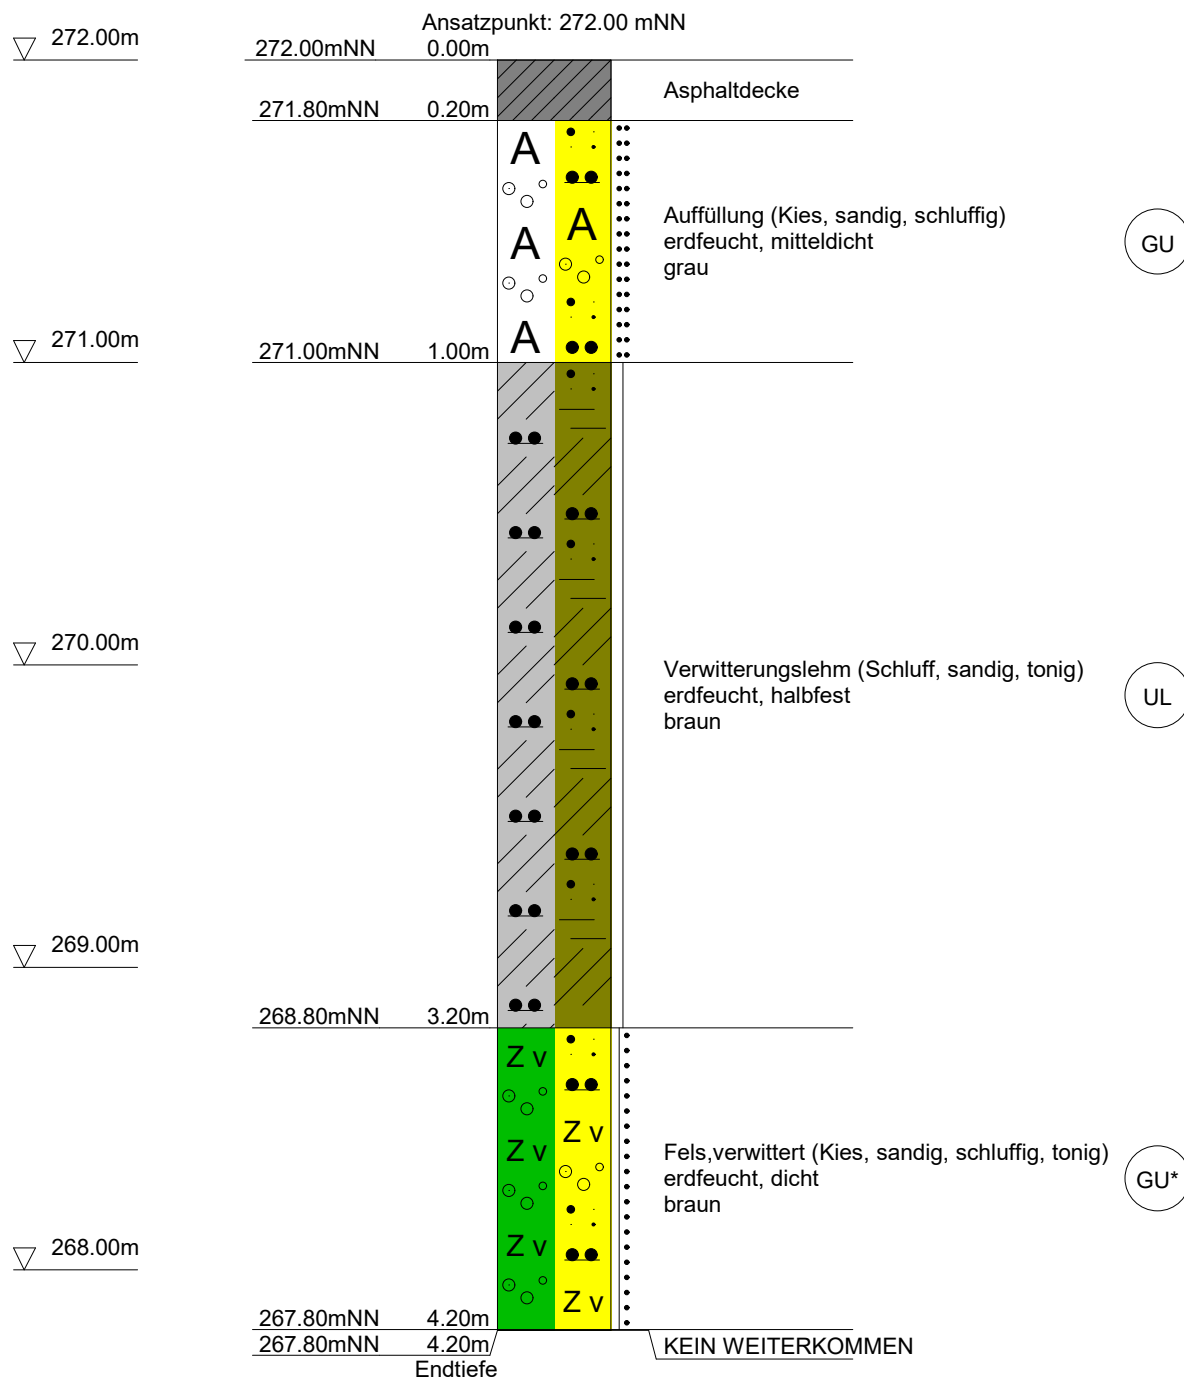 Ansatzpunkt: 272.00 mNN
272.00m
272.00mNN 0.00m
Asphaltdecke
271.80mNN 0.20m
A
A
A
A
Auffüllung (Kies, sandig, schluffig)
erdfeucht, mitteldicht
grau
GU
271.00m
271.00mNN 1.00m
270.00m
Verwitterungslehm (Schluff, sandig, tonig)
erdfeucht, halbfest
braun
UL
269.00m
268.80mNN 3.20m
Z v
Z v
Z v
Z v
Z v
Fels,verwittert (Kies, sandig, schluffig, tonig)
erdfeucht, dicht
braun
GU*
268.00m
267.80mNN 4.20m
267.80mNN 4.20m
Endtiefe
KEIN WEITERKOMMEN